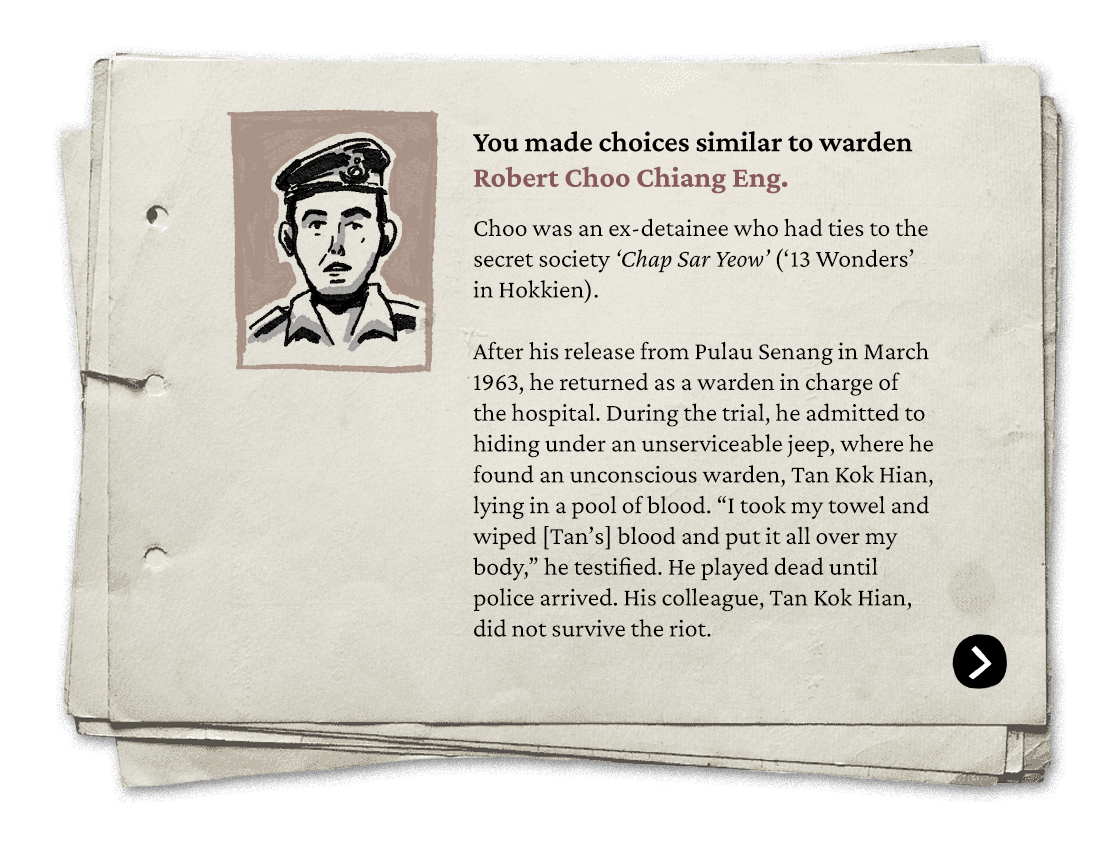 You made choices similar to warden
Robert Choo Chiang Eng.
Choo was an ex-detainee who had ties to the
secret society ‘Chap Sar Yeow’ (‘13 Wonders’
in Hokkien).
After his release from Pulau Senang in March
1963, he returned as a warden in charge of
the hospital. During the trial, he admitted to
hiding under an unserviceable jeep, where he
found an unconscious warden, Tan Kok Hian,
lying in a pool of blood. “I took my towel and
wiped [Tan’s] blood and put it all over my
body,” he testified. He played dead until
police arrived. His colleague, Tan Kok Hian,
did not survive the riot.